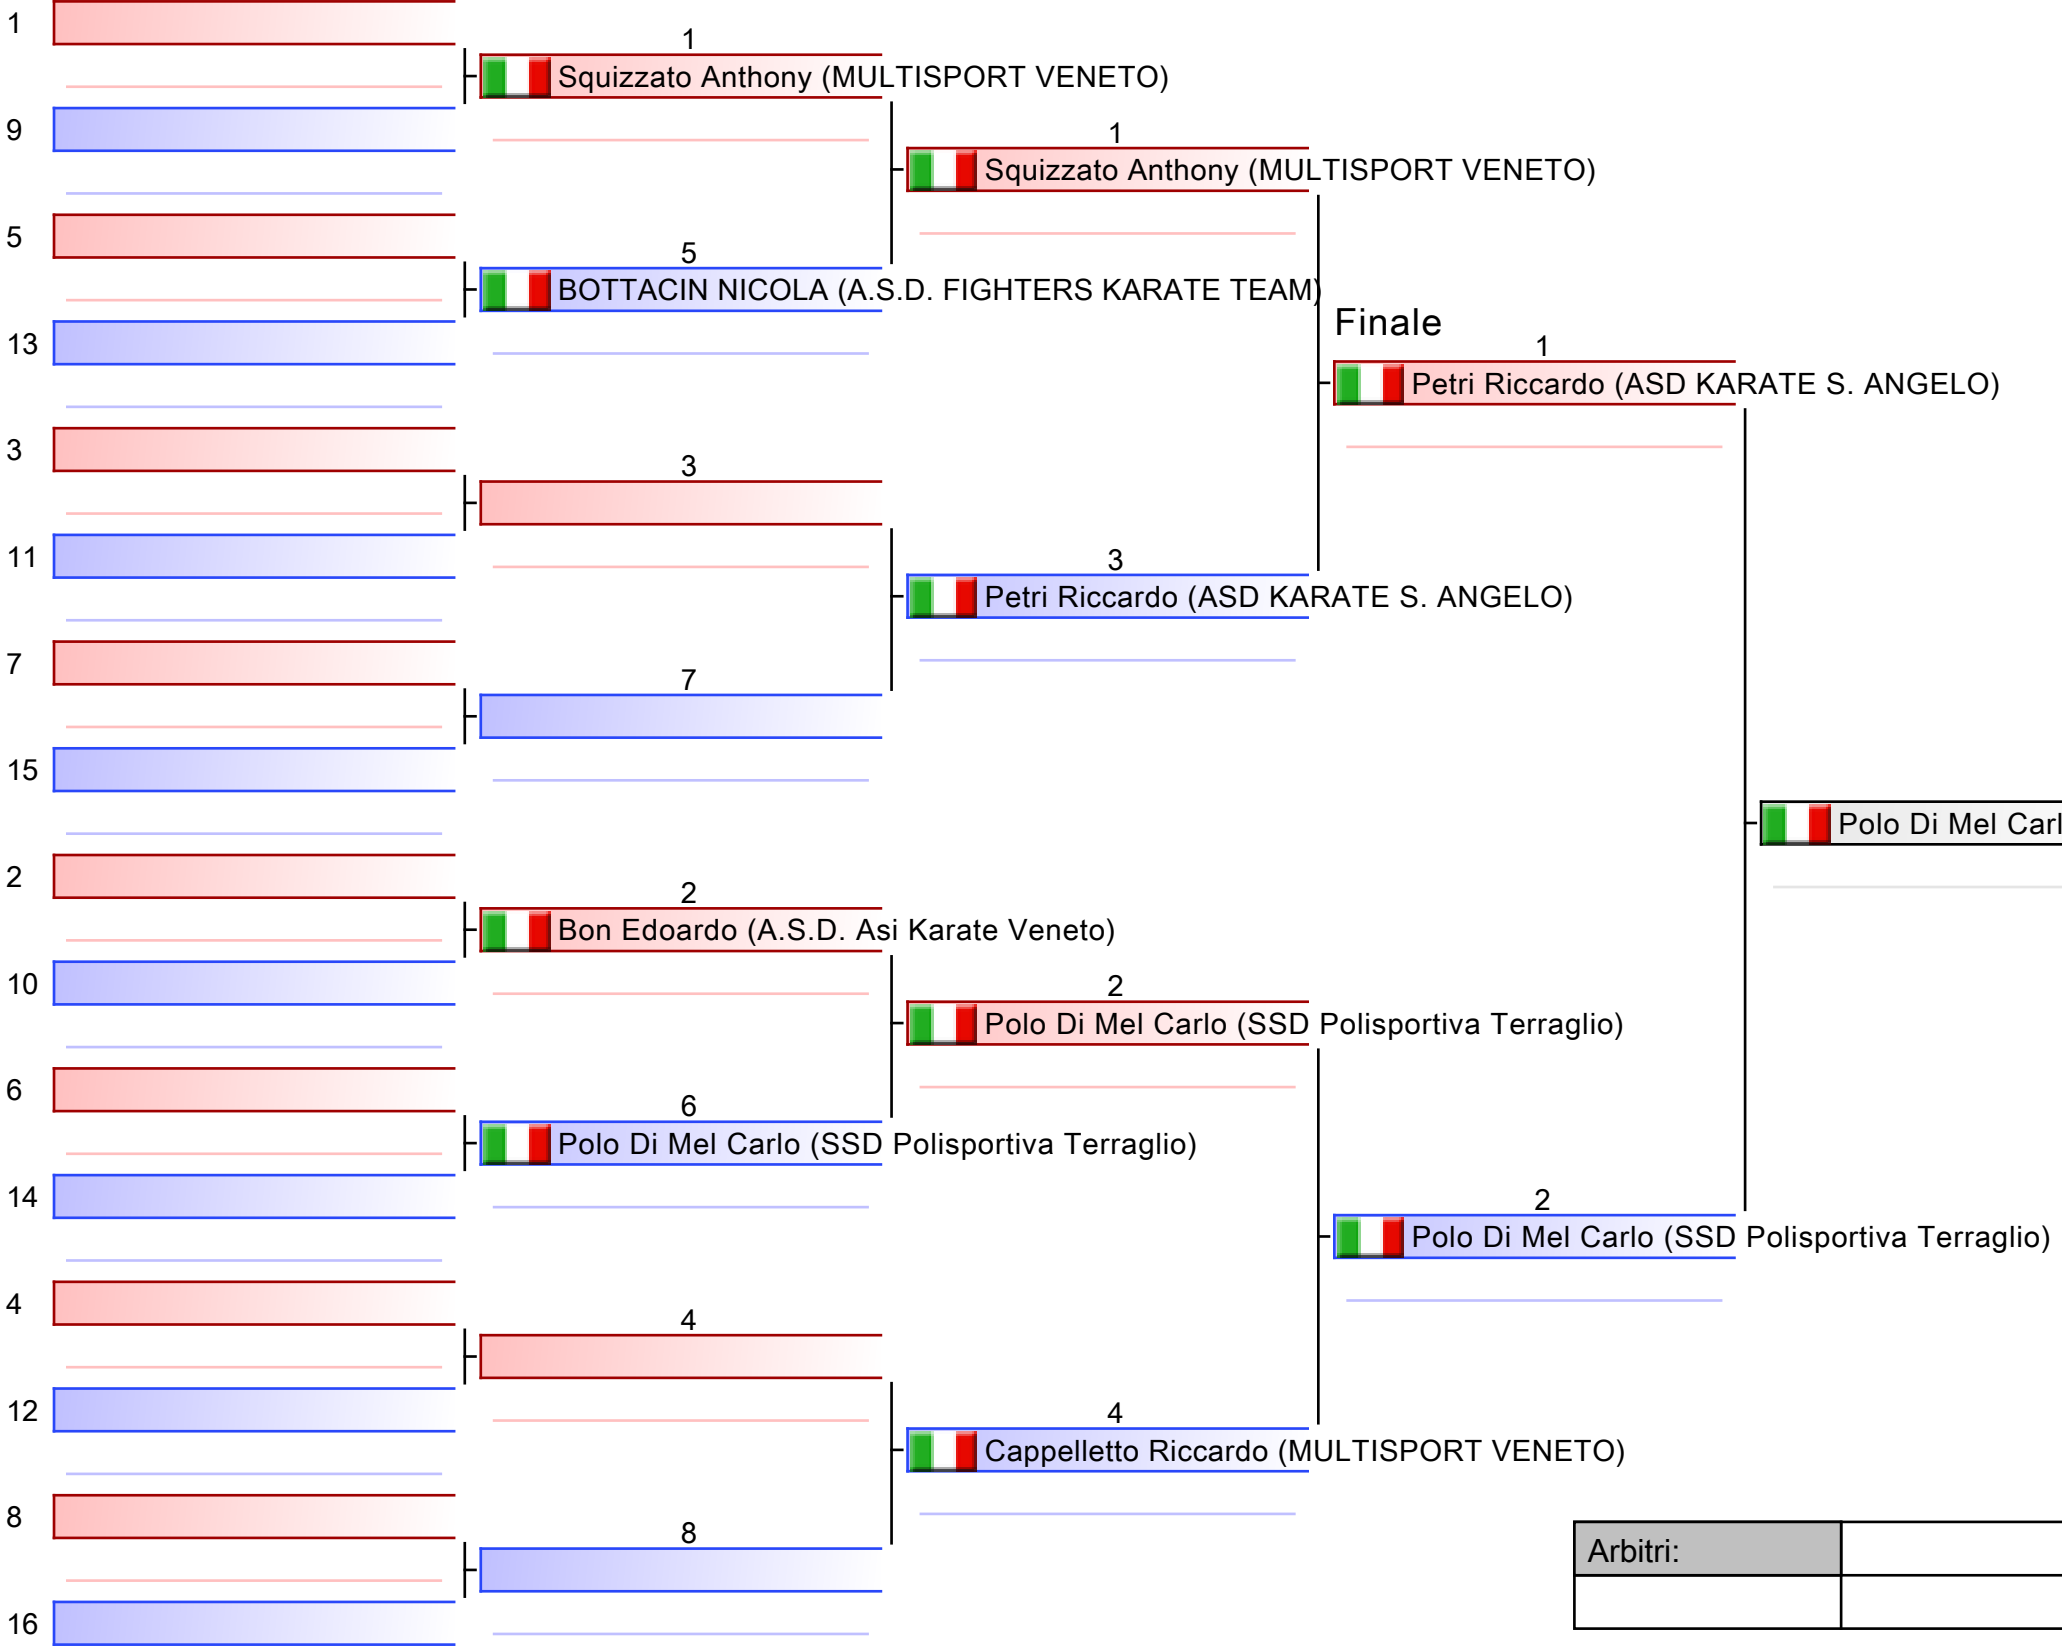 1
1
Squizzato Anthony (MULTISPORT VENETO)
9
1
Squizzato Anthony (MULTISPORT VENETO)
5
5
BOTTACIN NICOLA (A.S.D. FIGHTERS KARATE TEAM)
Finale
13
1
Petri Riccardo (ASD KARATE S. ANGELO)
3
3
11
3
Petri Riccardo (ASD KARATE S. ANGELO)
7
7
15
Polo Di Mel Carl
2
2
Bon Edoardo (A.S.D. Asi Karate Veneto)
10
2
Polo Di Mel Carlo (SSD Polisportiva Terraglio)
6
6
Polo Di Mel Carlo (SSD Polisportiva Terraglio)
14
2
Polo Di Mel Carlo (SSD Polisportiva Terraglio)
4
4
12
4
Cappelletto Riccardo (MULTISPORT VENETO)
8
8
Arbitri:
16